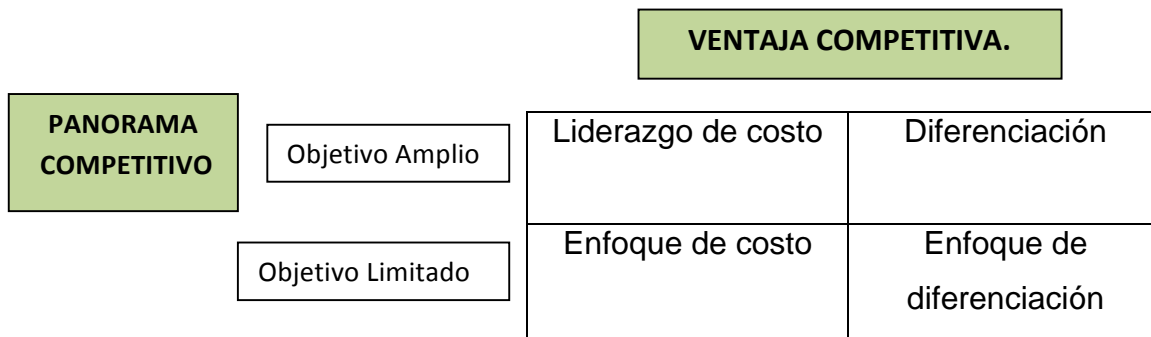 VENTAJA COMPETITIVA.
PANORAMA
COMPETITIVO
Objetivo Amplio
Liderazgo de costo
Diferenciación
Objetivo Limitado
Enfoque de costo
Enfoque de
diferenciación